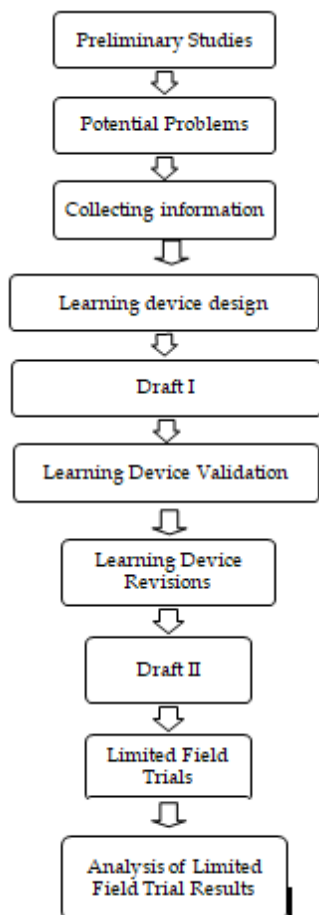 Preliminary Studies
Potential Problems
Collecting information
Learning device design
Draft I
Learning Device Validation
Learning Device
Revisions
Draft II
Limited Field
Trials
Analysis of Limited
Field Trial Results